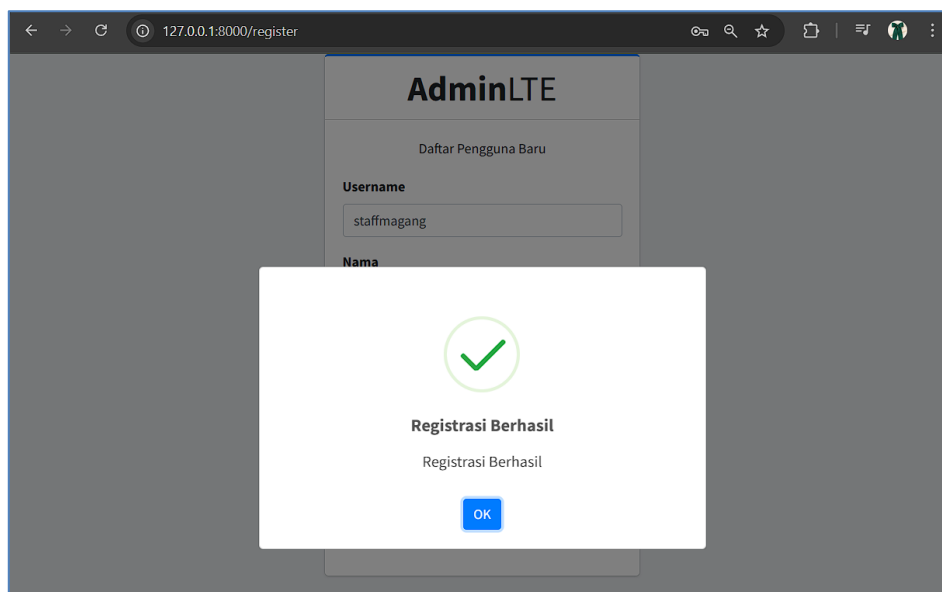 127.0.0.1:8000/register
AdminLTE
Daftar Pengguna Baru
Username
staffmagang
Nama
Registrasi Berhasil
Registrasi Berhasil
OK